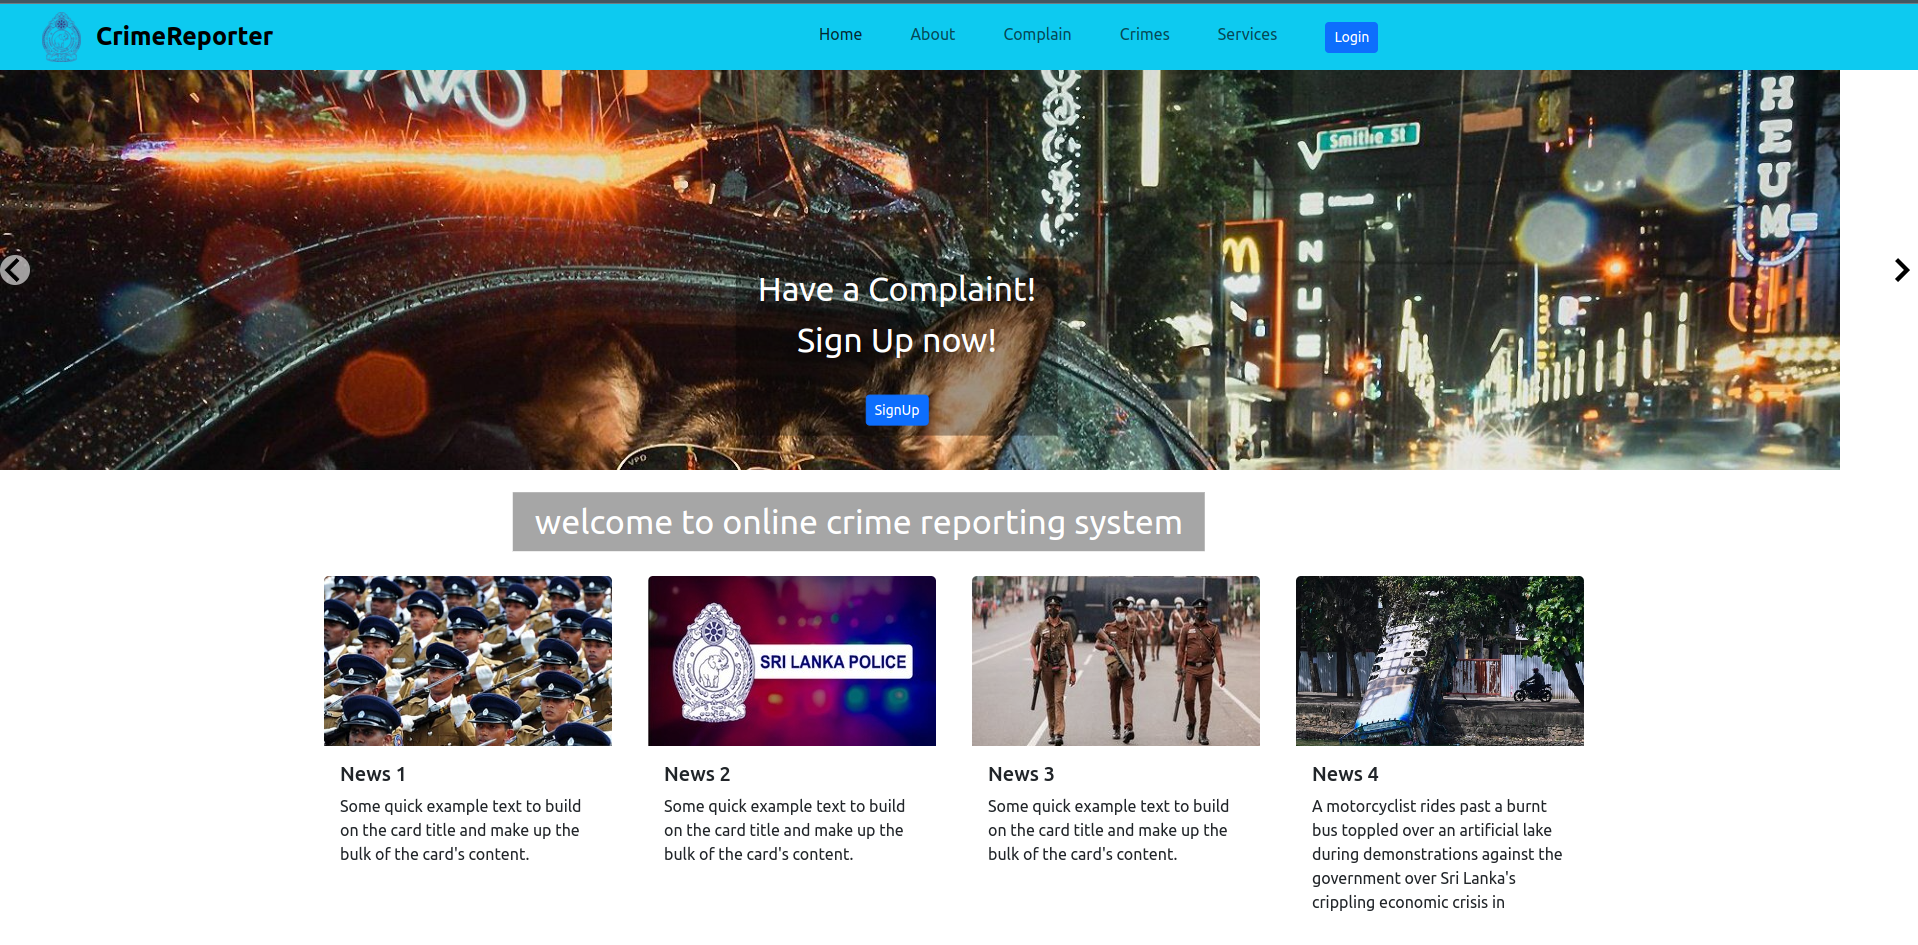 CrimeReporter
Home About Complain Crimes Services Login
Smithe St
HEUM
Have a Complaint!
Sign Up now!
SignUp
VPD
welcome to online crime reporting system
SRI LANKA POLICE
News 1
Some quick example text to build
on the card title and make up the
bulk of the card's content.
News 2
Some quick example text to build
on the card title and make up the
bulk of the card's content.
News 3
Some quick example text to build
on the card title and make up the
bulk of the card's content.
News 4
A motorcyclist rides past a burnt
bus toppled over an artificial lake
during demonstrations against the
government over Sri Lanka's
crippling economic crisis in